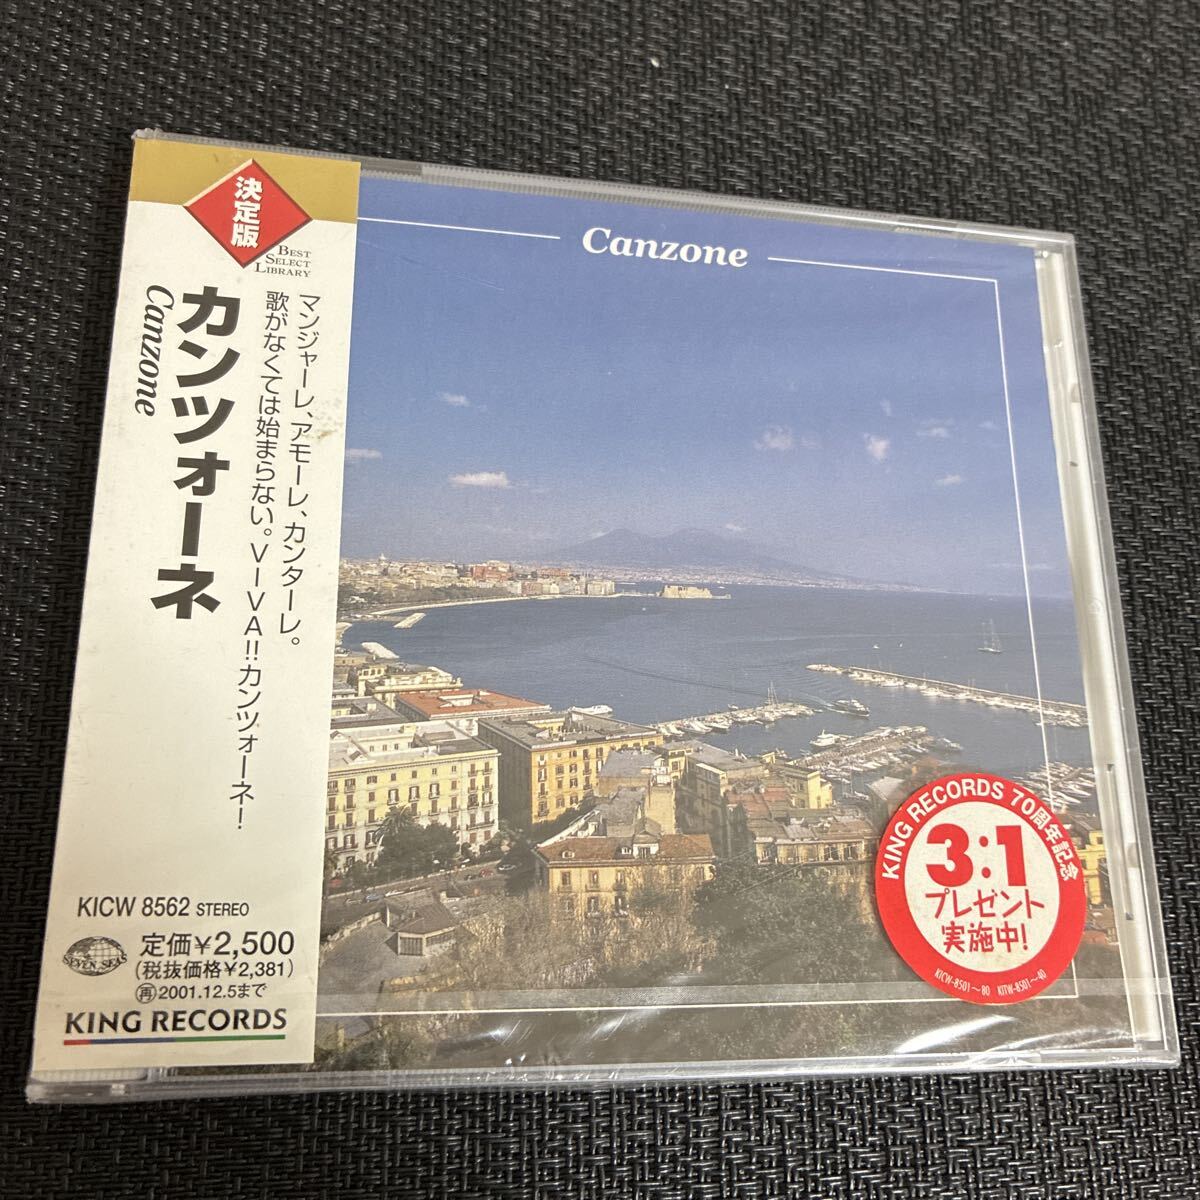 決定版
BEST
SELECT
LIBRARY
カンツォーネ
Canzone
マンジャーレ、アモーレ、カンターレ。
歌がなくては始まらない。VIVA!!カンツォーネ!
KICW 8562 STEREO
SEVEN SEAS
定価¥2,500
(税抜価格¥2,381)
再2001.12.5まで
KING RECORDS
Canzone
KING RECORDS 70周年記念
3:1
プレゼント
実施中!
KICW-8501〜80 KITW-8501〜40